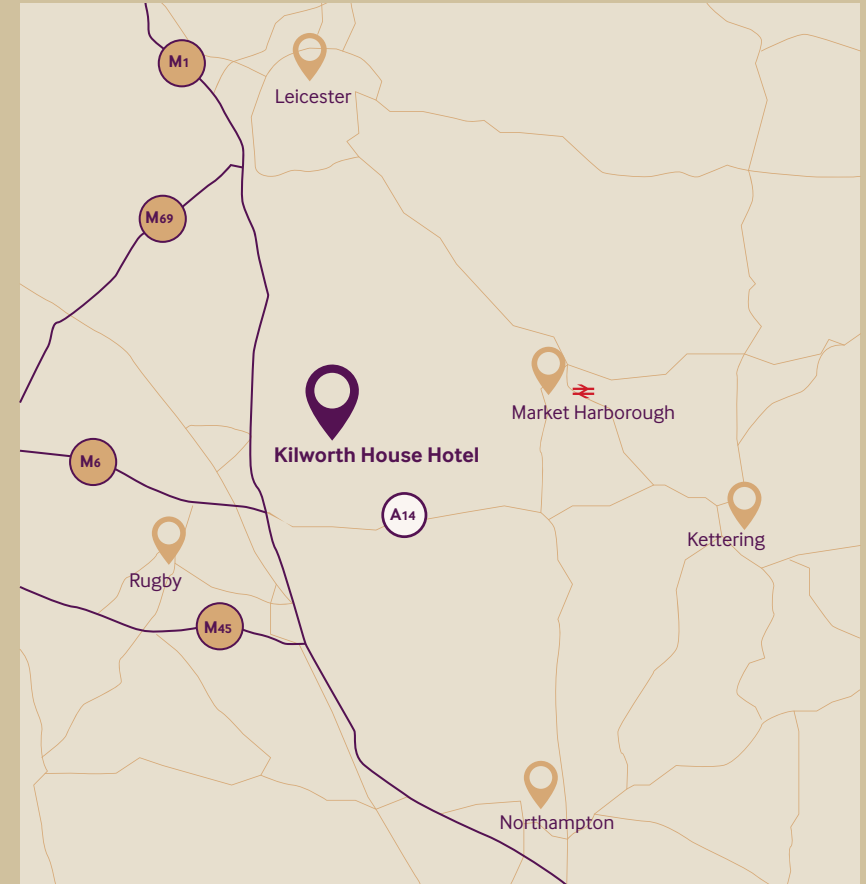 M1
Leicester
M69
Market Harborough
Kilworth House Hotel
M6
A14
Kettering
Rugby
M45
Northampton